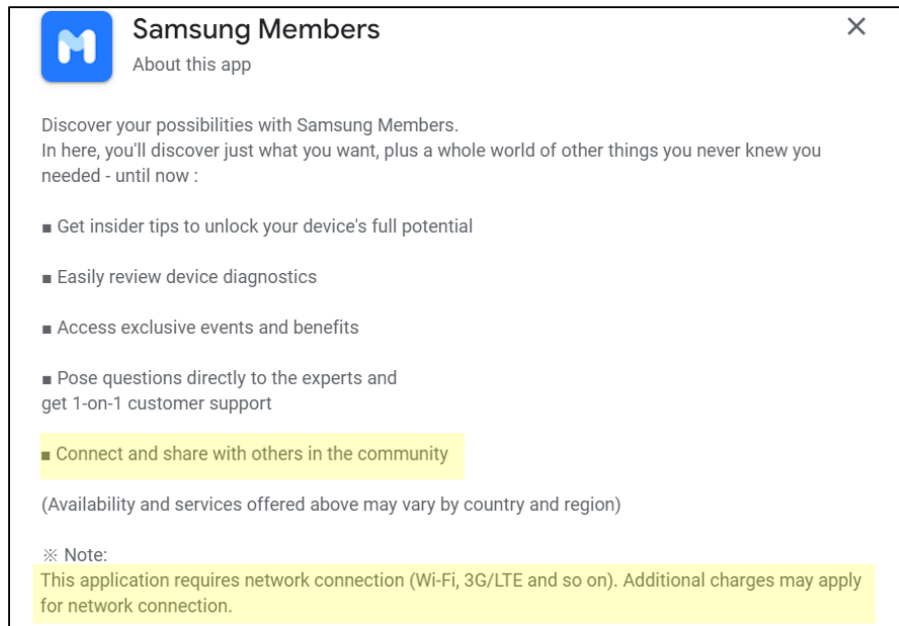 Samsung Members
About this app
Discover your possibilities with Samsung Members.
In here, you'll discover just what you want, plus a whole world of other things you never knew you
needed - until now :
■ Get insider tips to unlock your device's full potential
■ Easily review device diagnostics
■ Access exclusive events and benefits
■ Pose questions directly to the experts and
get 1-on-1 customer support
■ Connect and share with others in the community
(Availability and services offered above may vary by country and region)
※ Note:
This application requires network connection (Wi-Fi, 3G/LTE and so on). Additional charges may apply
for network connection.